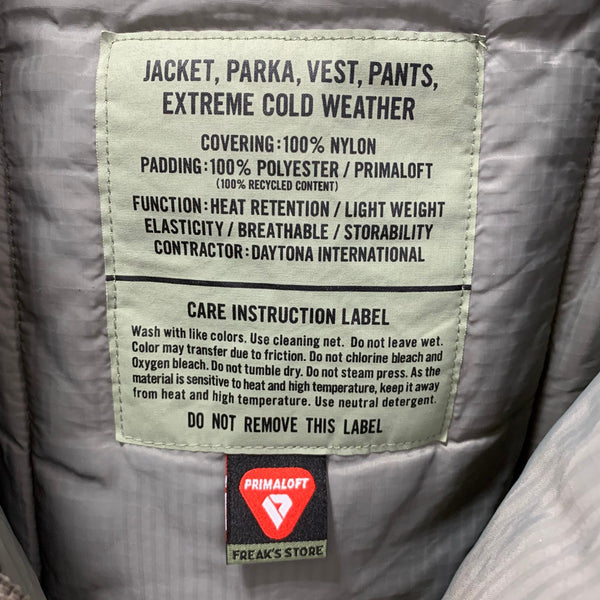 JACKET, PARKA, VEST, PANTS,
EXTREME COLD WEATHER
COVERING:100% NYLON
PADDING:100% POLYESTER / PRIMALOFT
(100% RECYCLED CONTENT)
FUNCTION:HEAT RETENTION / LIGHT WEIGHT
ELASTICITY / BREATHABLE / STORABILITY
CONTRACTOR:DAYTONA INTERNATIONAL
CARE INSTRUCTION LABEL
Wash with like colors. Use cleaning net. Do not leave wet.
Color may transfer due to friction. Do not chlorine bleach and
Oxygen bleach. Do not tumble dry. Do not steam press. As the
material is sensitive to heat and high temperature, keep it away
from heat and high temperature. Use neutral detergent.
DO NOT REMOVE THIS LABEL
PRIMALOFT
FREAK'S STORE